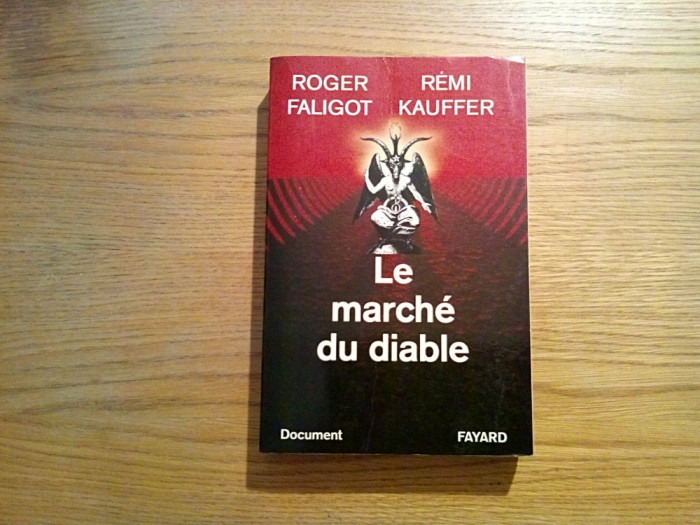 ROGER
FALIGOT
RÉMI
KAUFFER
Le
marché
du diable
Document
FAYARD